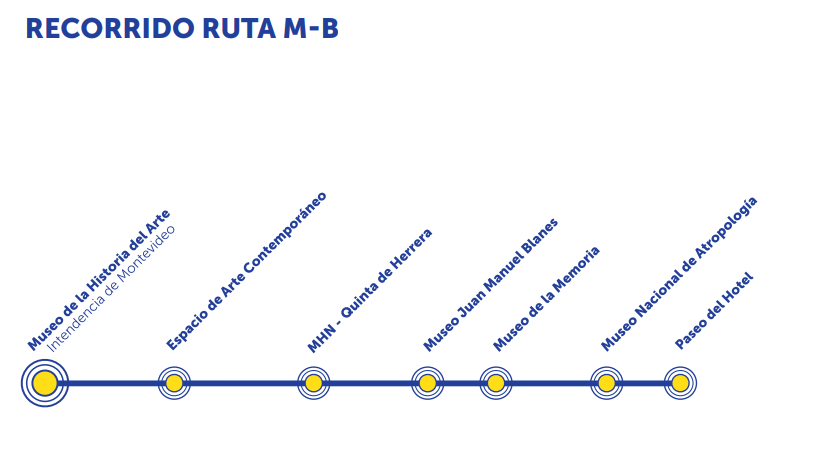 RECORRIDO RUTA M-B
Museo de la Historia del Arte
Intendencia de Montevideo
Espacio de Arte Contemporáneo
MHN - Quinta de Herrera
Museo Juan Manuel Blanes
Museo de la Memoria
Museo Nacional de Atropología
Paseo del Hotel